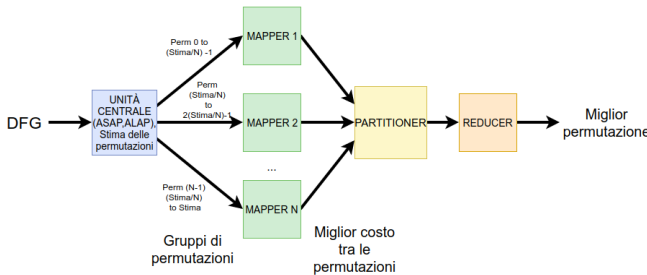 DFG
UNITÀ
CENTRALE
(ASAP,ALAP),
Stima delle
permutazioni
Perm 0 to
(Stima/N) -1
Perm
(Stima/N)
to
2(Stima/N)-1
Perm (N-1)
(Stima/N)
to Stima
MAPPER 1
MAPPER 2
...
MAPPER N
PARTITIONER
REDUCER
Miglior
permutazione
Gruppi di
permutazioni
Miglior costo
tra le
permutazioni